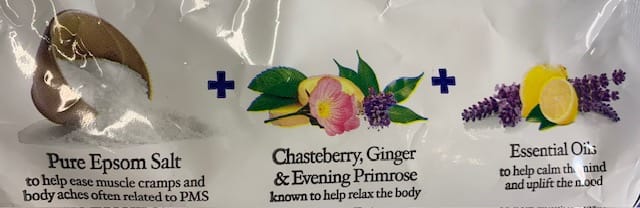 Pure Epsom Salt
to help ease muscle cramps and
body aches often related to PMS
+
Chasteberry, Ginger
& Evening Primrose
known to help relax the body
+
Essential Oils
to help calm the mind
and uplift the mood